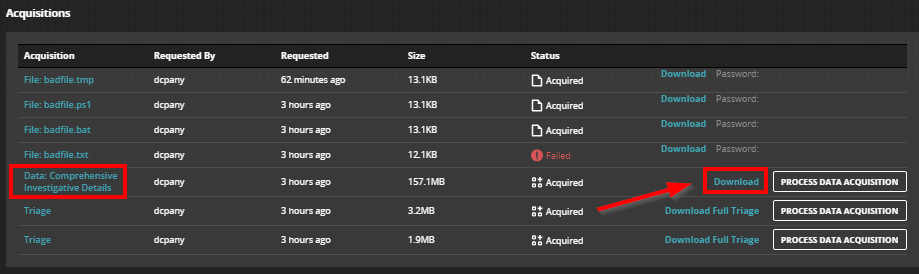 Acquisitions
Acquisition Requested By Requested Size Status
File: badfile.tmp dcpany 62 minutes ago 13.1KB Acquired Download Password:
File: badfile.ps1 dcpany 3 hours ago 13.1KB Acquired Download Password:
File: badfile.bat dcpany 3 hours ago 13.1KB Acquired Download Password:
File: badfile.txt dcpany 3 hours ago 12.1KB Failed Download Password:
Data: Comprehensive
Investigative Details dcpany 3 hours ago 157.1MB Acquired Download PROCESS DATA ACQUISITION
Triage dcpany 3 hours ago 3.2MB Acquired Download Full Triage PROCESS DATA ACQUISITION
Triage dcpany 3 hours ago 1.9MB Acquired Download Full Triage PROCESS DATA ACQUISITION